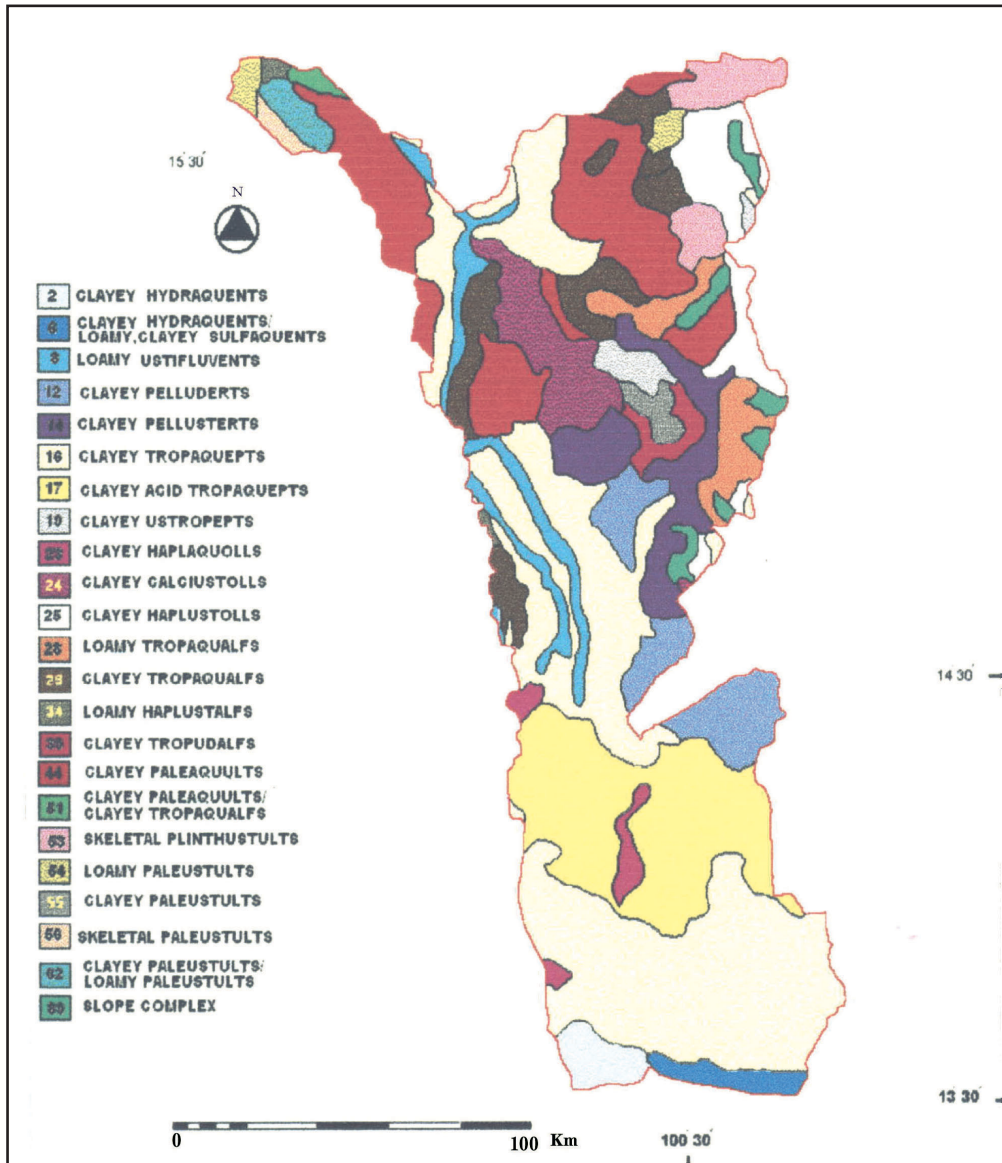 15 30'
N
2 CLAYEY HYDRAQUENTS
6 CLAYEY HYDRAQUENTS/
LOAMY, CLAYEY SULFAQUENTS
8 LOAMY USTIFLUVENTS
12 CLAYEY PELLUDERTS
CLAYEY PELLUSTERTS
16 CLAYEY TROPAQUEPTS
17 CLAYEY ACID TROPAQUEPTS
19 CLAYEY USTROPEPTS
CLAYEY HAPLAQUOLLS
24 CLAYEY CALCIUSTOLLS
25 CLAYEY HAPLUSTOLLS
28 LOAMY TROPAQUALFS
29 CLAYEY TROPAQUALFS
34 LOAMY HAPLUSTALFS
CLAYEY TROPUDALFS
44 CLAYEY PALEAQUULTS
51 CLAYEY PALEAQUULTS/
CLAYEY TROPAQUALFS
53 SKELETAL PLINTHUSTULTS
54 LOAMY PALEUSTULTS
55 CLAYEY PALEUSTULTS
56 SKELETAL PALEUSTULTS
62 CLAYEY PALEUSTULTS/
LOAMY PALEUSTULTS
SLOPE COMPLEX
14 30'
13 30'
0 100 Km
100 30'